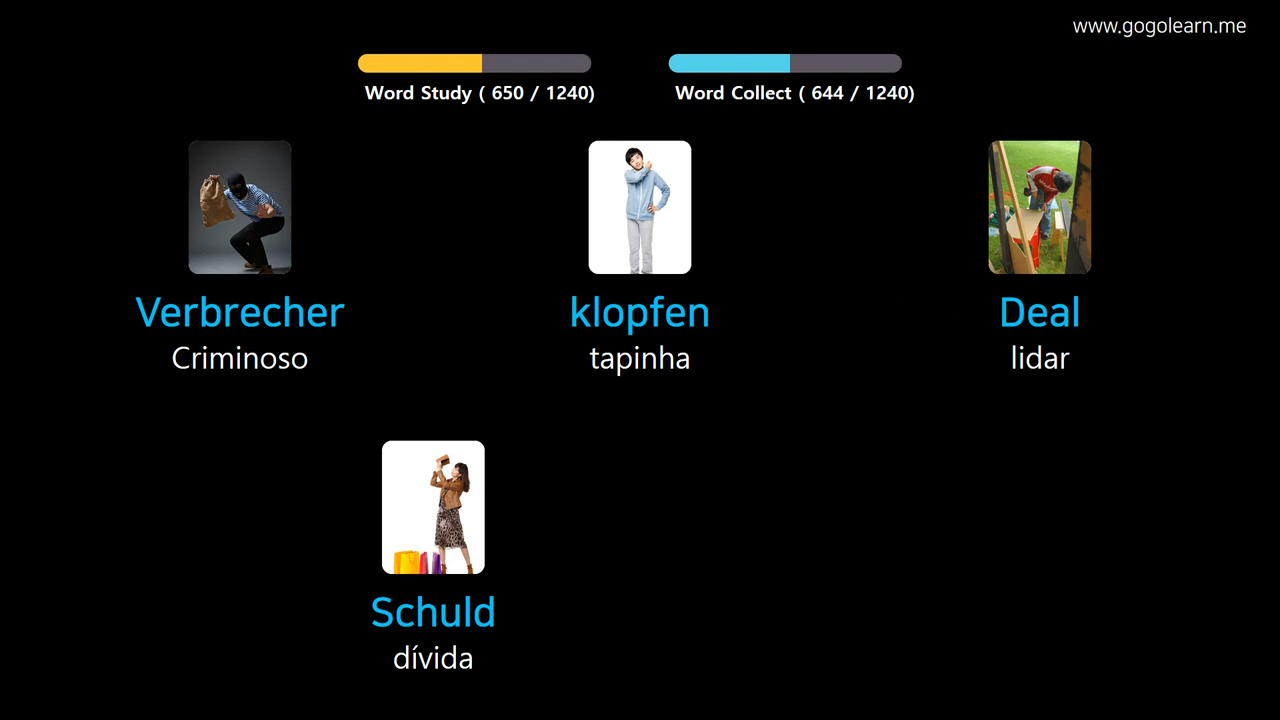 www.gogolearn.me
Word Study ( 650 / 1240)
Word Collect ( 644 / 1240)
Verbrecher
Criminoso
klopfen
tapinha
Deal
lidar
Schuld
dívida